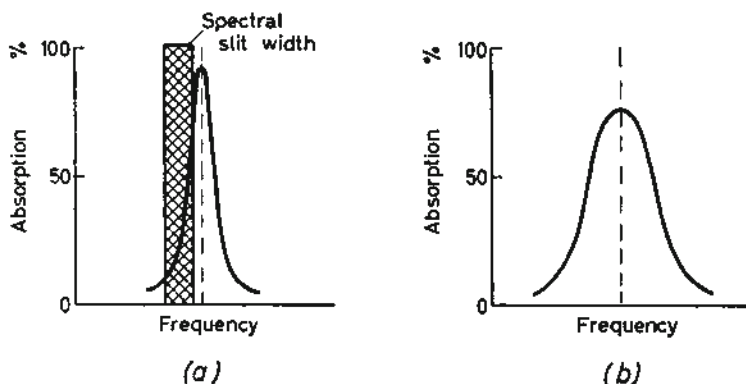 Spectral
slit width
%
100
50
0
Absorption
Frequency
(a)
%
100
50
0
Absorption
Frequency
(b)